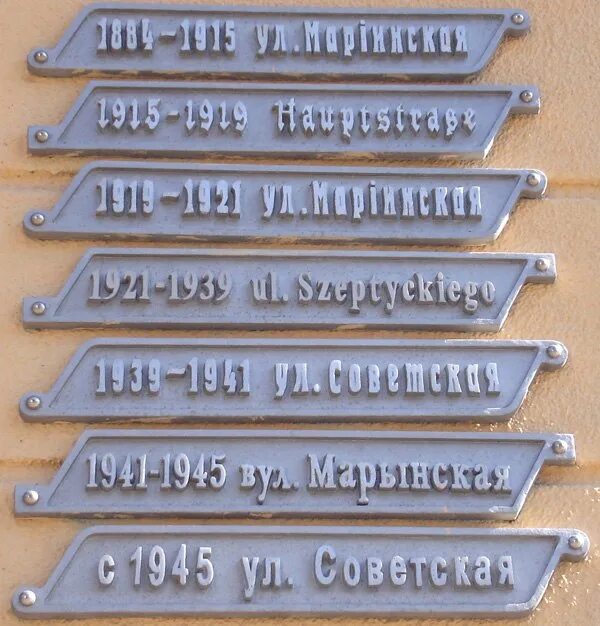 1884-1915 ул. Марiинская
1915-1919 Hauptstraße
1919-1921 ул. Марiинская
1921-1939 ul. Szeptyckiego
1939-1941 ул. Советская
1941-1945 вул. Марынская
с 1945 ул. Советская